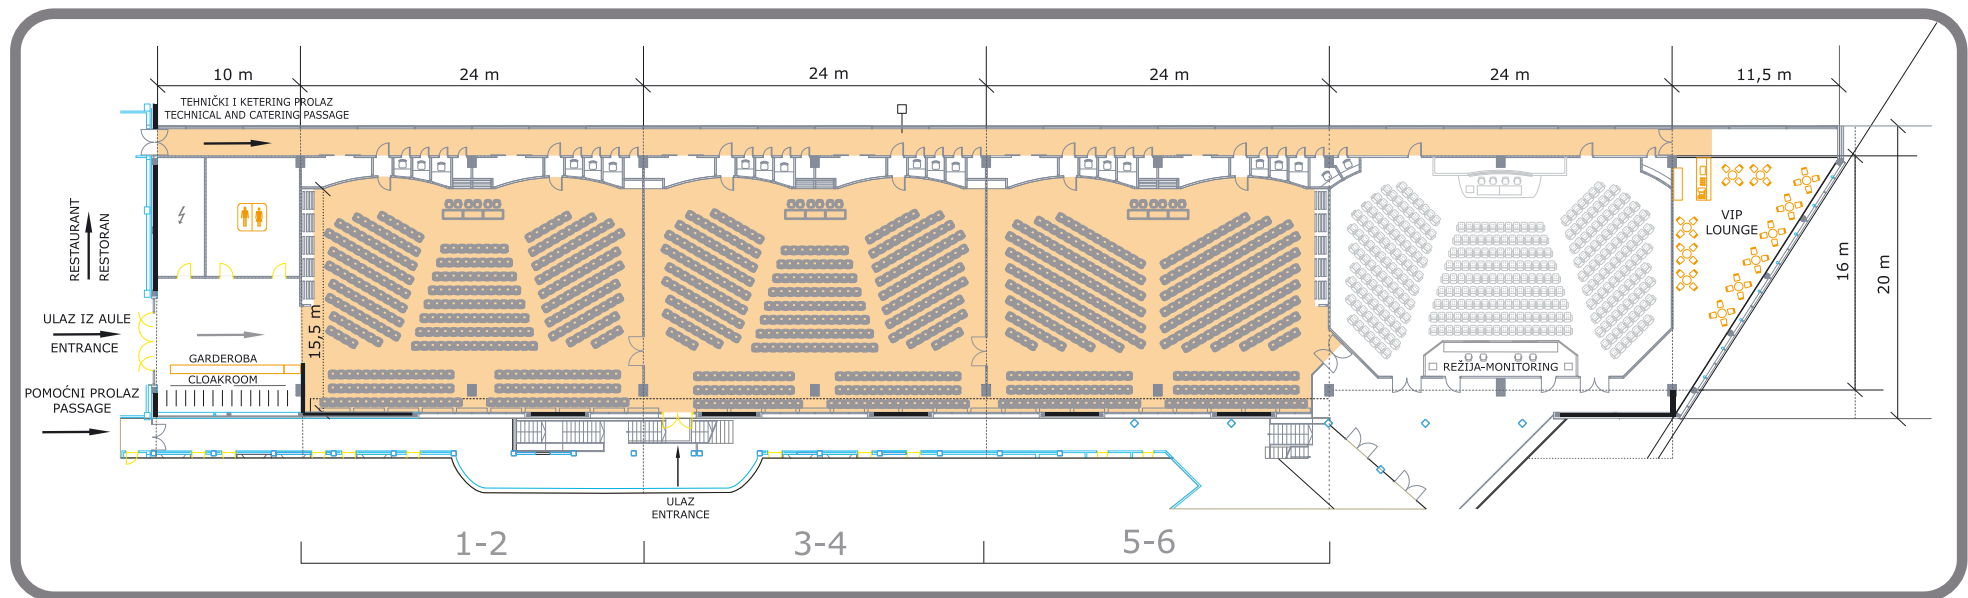 10 m
24 m
24 m
24 m
24 m
11,5 m
TEHNIČKI I KETERING PROLAZ
TECHNICAL AND CATERING PASSAGE
RESTAURANT
RESTORAN
VIP
LOUNGE
16 m
20 m
15,5 m
ULAZ IZ AULE
ENTRANCE
GARDEROBA
CLOAKROOM
REŽIJA-MONITORING
POMOĆNI PROLAZ
PASSAGE
ULAZ
ENTRANCE
1-2
3-4
5-6